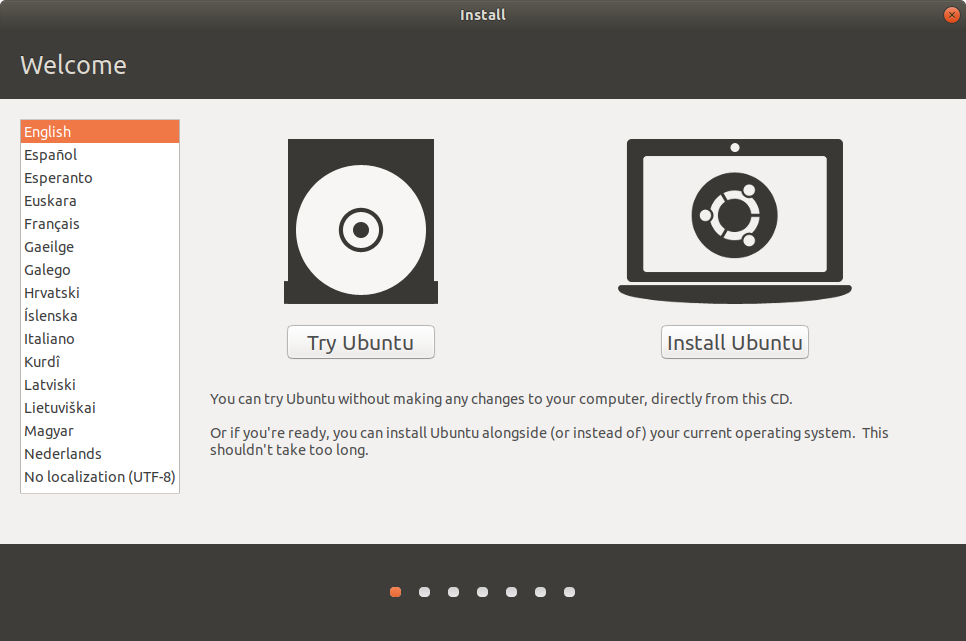 Install
Welcome
English
Español
Esperanto
Euskara
Français
Gaeilge
Galego
Hrvatski
Íslenska
Italiano
Kurdî
Latviski
Lietuviškai
Magyar
Nederlands
No localization (UTF-8)
Try Ubuntu
Install Ubuntu
You can try Ubuntu without making any changes to your computer, directly from this CD.
Or if you're ready, you can install Ubuntu alongside (or instead of) your current operating system.  This
shouldn't take too long.